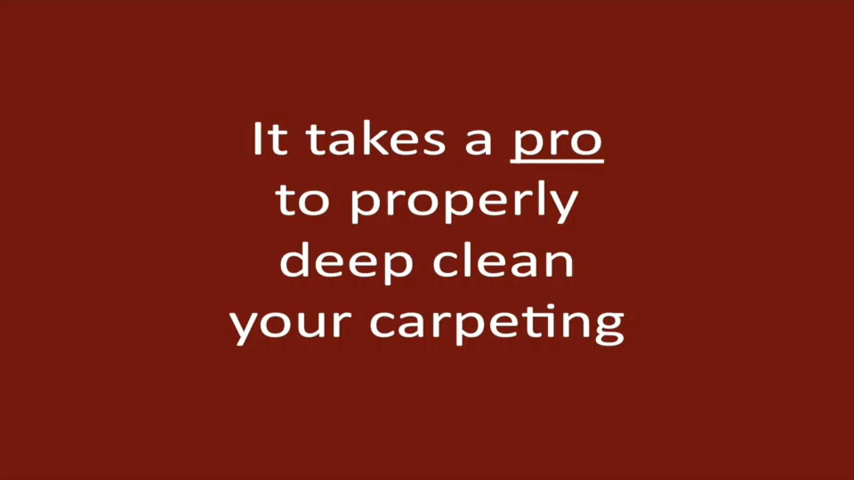 It takes a pro
to properly
deep clean
your carpeting